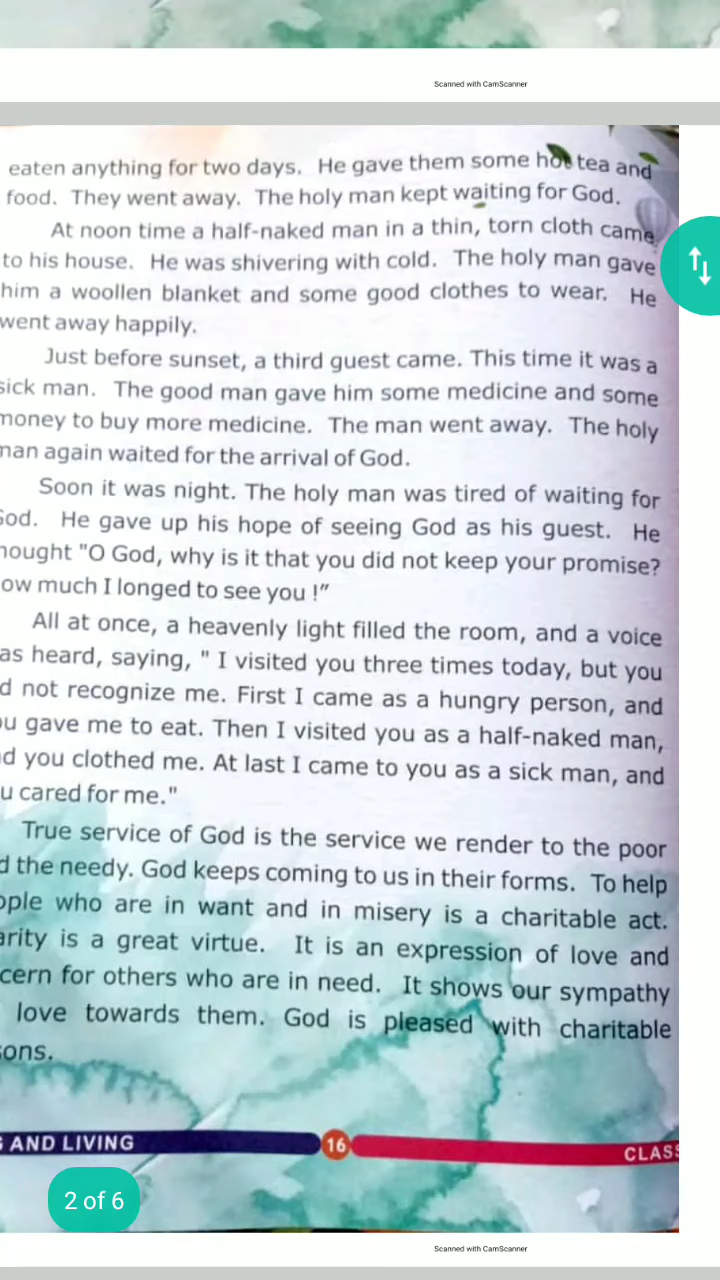 Scanned with CamScanner
eaten anything for two days. He gave them some hot tea and
food. They went away. The holy man kept waiting for God.
At noon time a half-naked man in a thin, torn cloth came
to his house. He was shivering with cold. The holy man gave
him a woollen blanket and some good clothes to wear. He
went away happily.
Just before sunset, a third guest came. This time it was a
sick man. The good man gave him some medicine and some
money to buy more medicine. The man went away. The holy
man again waited for the arrival of God.
Soon it was night. The holy man was tired of waiting for
God. He gave up his hope of seeing God as his guest. He
hought "O God, why is it that you did not keep your promise?
ow much I longed to see you !"
All at once, a heavenly light filled the room, and a voice
as heard, saying, " I visited you three times today, but you
d not recognize me. First I came as a hungry person, and
ou gave me to eat. Then I visited you as a half-naked man,
nd you clothed me. At last I came to you as a sick man, and
u cared for me."
True service of God is the service we render to the poor
d the needy. God keeps coming to us in their forms. To help
ople who are in want and in misery is a charitable act.
arity is a great virtue. It is an expression of love and
cern for others who are in need. It shows our sympathy
love towards them. God is pleased with charitable
sons.
AND LIVING 16 CLASS
2 of 6
Scanned with CamScanner